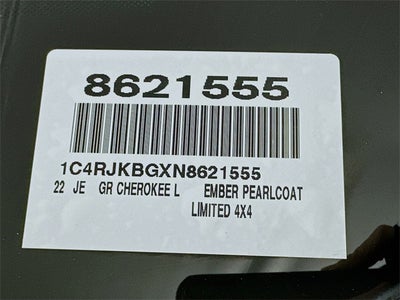 8621555
1C4RJKBGXN8621555
22 JE GR CHEROKEE L EMBER PEARLCOAT
LIMITED 4X4